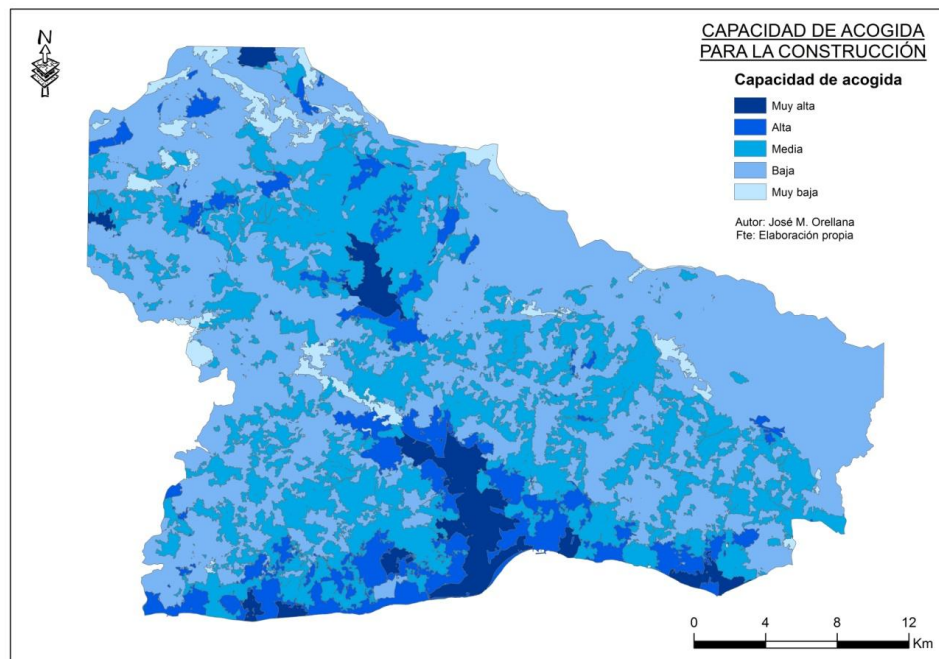 CAPACIDAD DE ACOGIDA
PARA LA CONSTRUCCIÓN
N
Capacidad de acogida
Muy alta
Alta
Media
Baja
Muy baja
Autor: José M. Orellana
Fte: Elaboración propia
0 4 8 12
Km